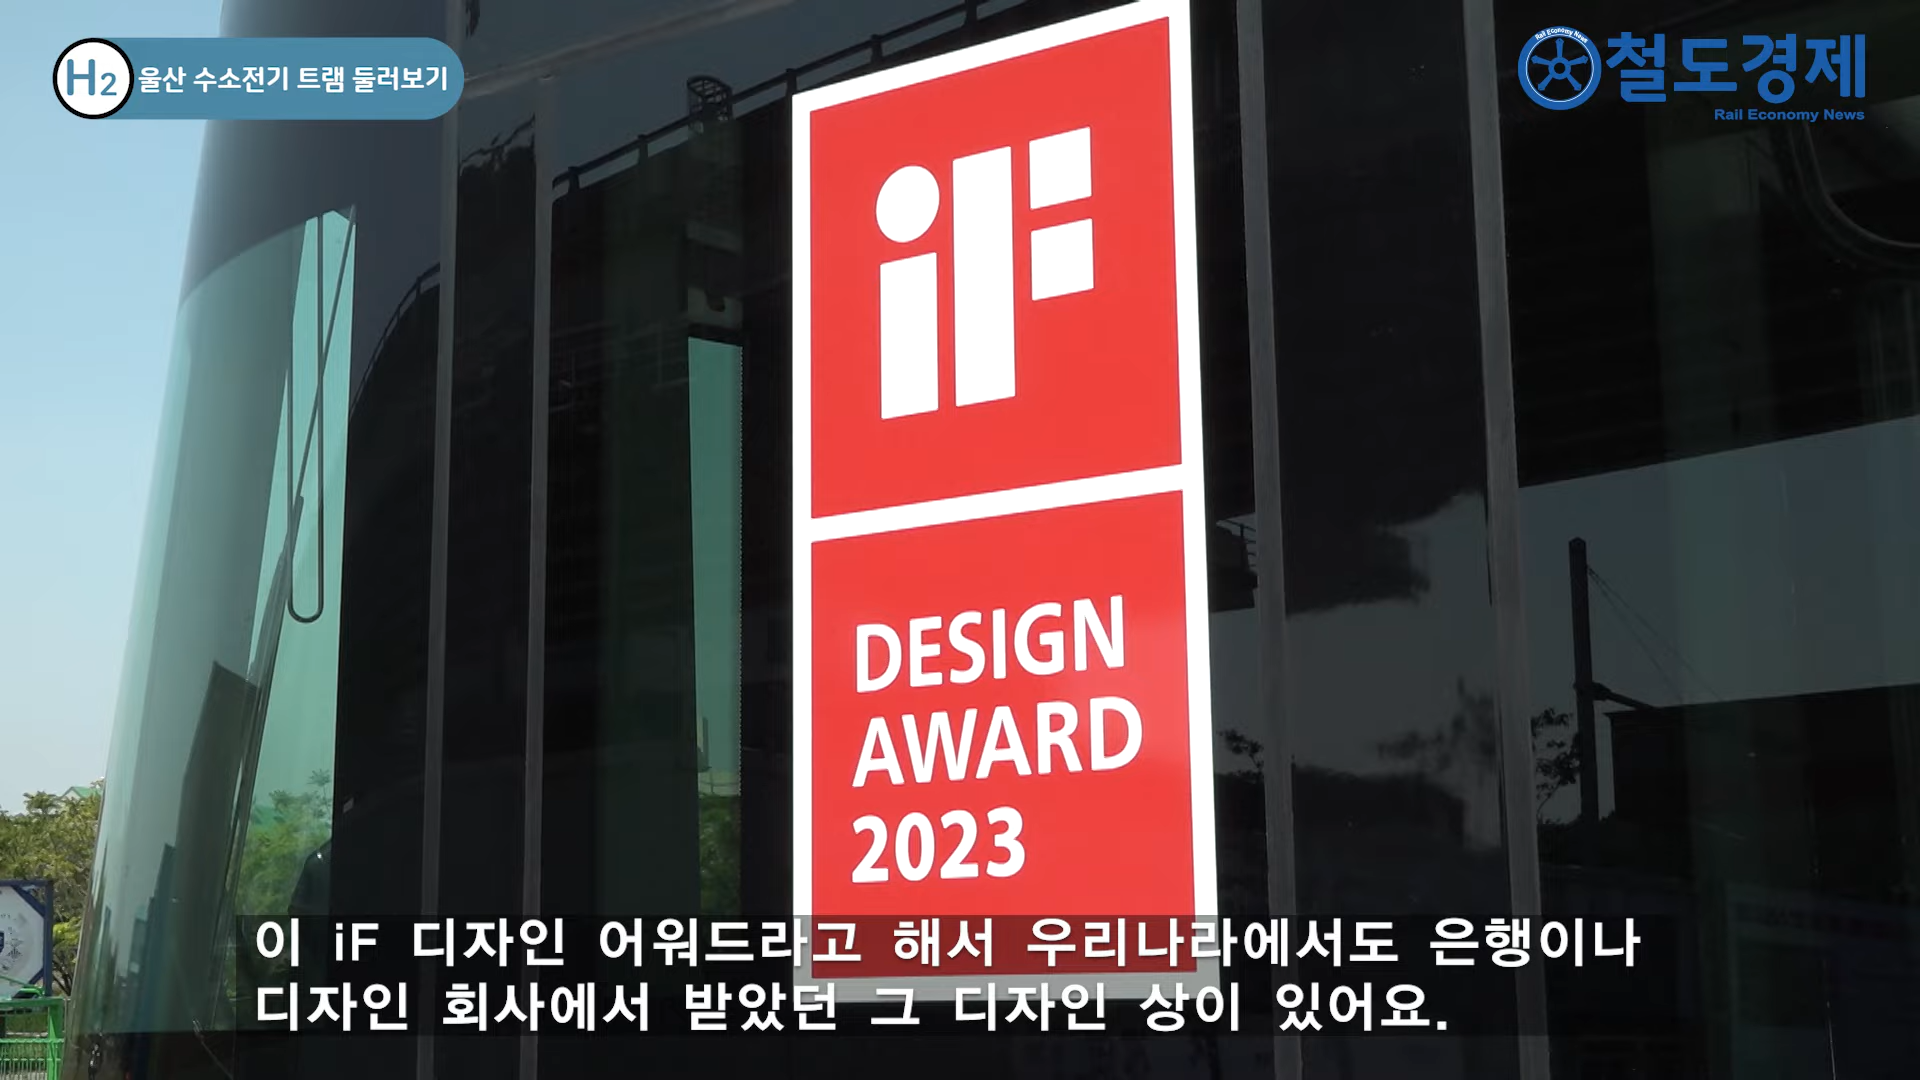 H2 울산 수소전기 트램 둘러보기
Rail Economy News
철도경제
Rail Economy News
iF
DESIGN
AWARD
2023
이 iF 디자인 어워드라고 해서 우리나라에서도 은행이나
디자인 회사에서 받았던 그 디자인 상이 있어요.